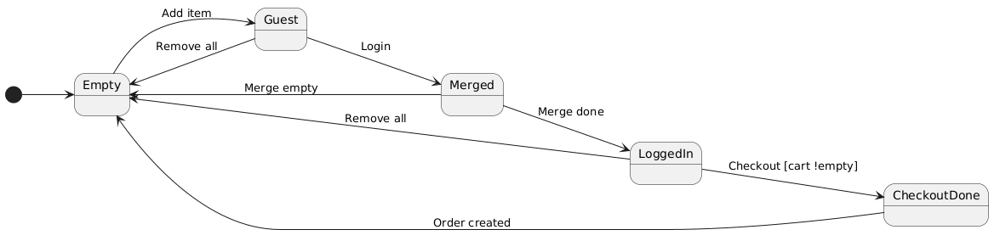 Add item
Guest
Remove all
Login
Empty
Merge empty
Merged
Remove all
Merge done
LoggedIn
Checkout [cart !empty]
CheckoutDone
Order created